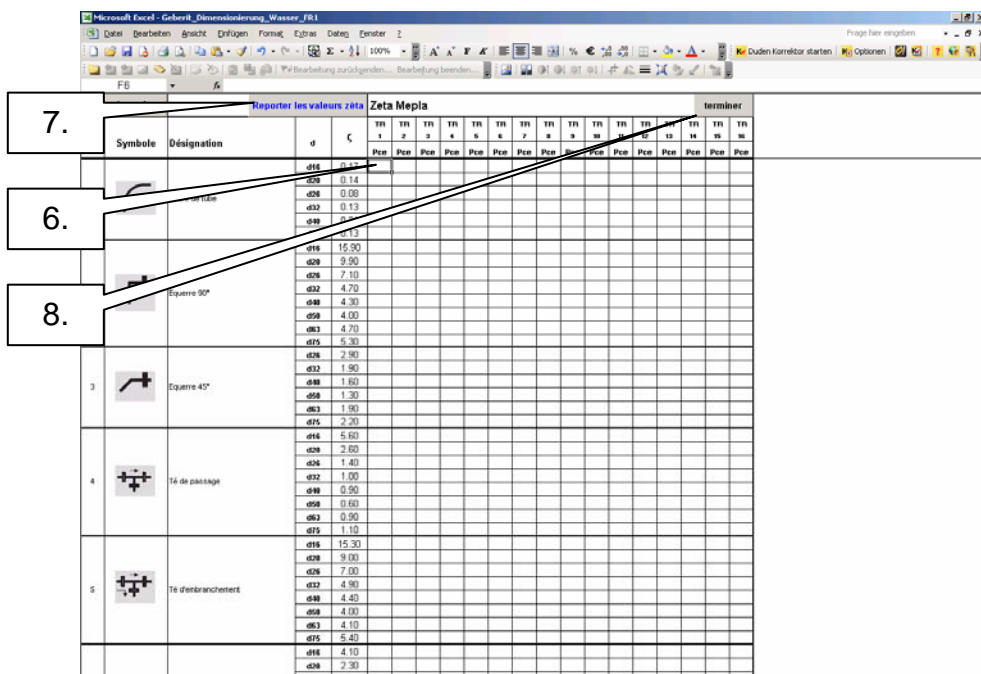 Microsoft Excel - Geberit_Dimensionierung_Wasser_FR1
Datei Bearbeiten Ansicht Einfügen Format Extras Daten Fenster ? Frage hier eingeben
100% Duden Korrektor starten Optionen
Bearbeitung zurückgenden... Bearbeitung beenden...
F6 fx
7.
Reporter les valeurs zêta Zeta Mepla terminer
Symbole Désignation d ζ TR TR TR TR TR TR TR TR TR TR TR TR TR TR TR TR
1 2 3 4 5 6 7 8 9 10 11 12 13 14 15 16
Pce Pce Pce Pce Pce Pce Pce Pce Pce Pce Pce Pce Pce Pce Pce Pce
d16
d20 0.14
6.
de tube
d26 0.08
d32 0.13
d40
0.13
d16 15.90
d20 9.90
d26 7.10
d32 4.70
8.
Equerre 90°
d40 4.30
d50 4.00
d63 4.70
d75 5.30
3 Equerre 45°
d26 2.90
d32 1.90
d40 1.60
d50 1.30
d63 1.90
d75 2.20
4 Té de passage
d16 5.60
d20 2.60
d26 1.40
d32 1.00
d40 0.90
d50 0.60
d63 0.90
d75 1.10
5 Té d'embranchement
d16 15.30
d20 9.00
d26 7.00
d32 4.90
d40 4.40
d50 4.00
d63 4.10
d75 5.40
d16 4.10
d20 2.30